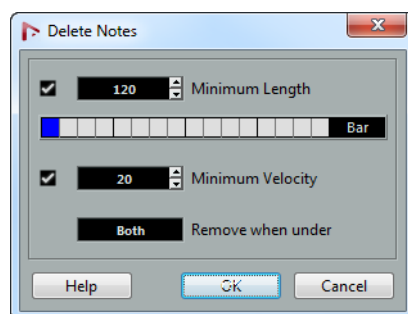 Delete Notes
120 Minimum Length
Bar
20 Minimum Velocity
Both Remove when under
Help OK Cancel